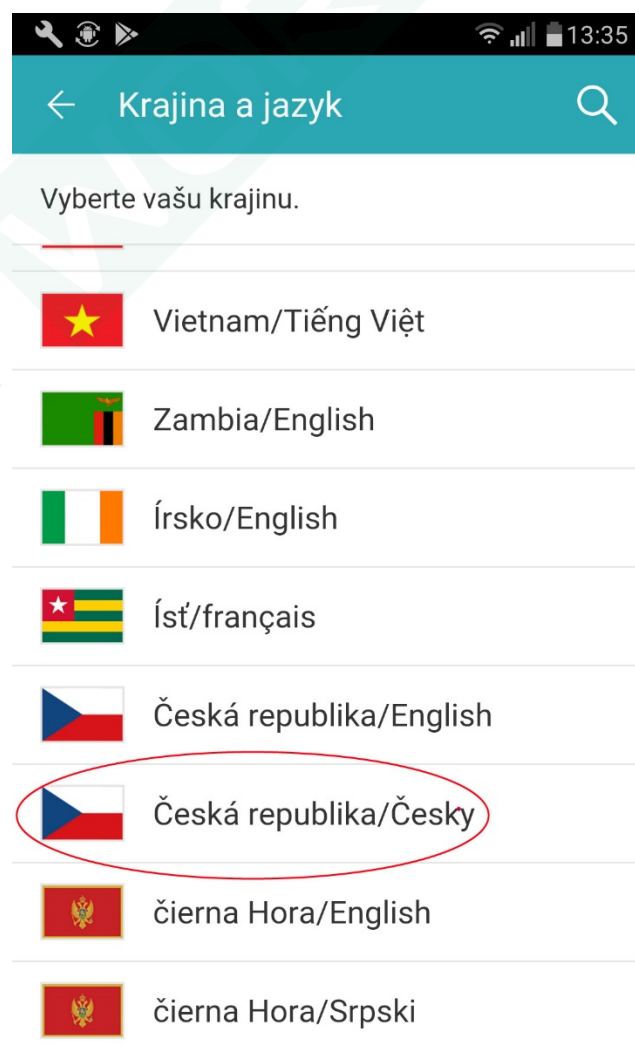 13:35
Krajina a jazyk
Vyberte vašu krajinu.
Vietnam/Tiếng Việt
Zambia/English
Írsko/English
Ísť/français
Česká republika/English
Česká republika/Česky
čierna Hora/English
čierna Hora/Srpski